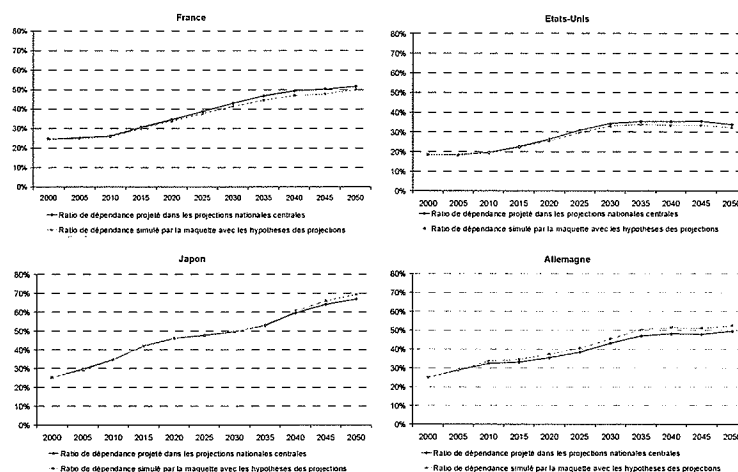 France
80%
70%
60%
50%
40%
30%
20%
10%
0%
2000 2005 2010 2015 2020 2025 2030 2035 2040 2045 2050
Ratio de dépendance projeté dans les projections nationales centrales
Ratio de dépendance simulé par la maquette avec les hypothèses des projections
Etats-Unis
80%
70%
60%
50%
40%
30%
20%
10%
0%
2000 2005 2010 2015 2020 2025 2030 2035 2040 2045 2050
Ratio de dépendance projeté dans les projections nationales centrales
Ratio de dépendance simulé par la maquette avec les hypothèses des projections
Japon
80%
70%
60%
50%
40%
30%
20%
10%
0%
2000 2005 2010 2015 2020 2025 2030 2035 2040 2045 2050
Ratio de dépendance projeté dans les projections nationales centrales
Ratio de dépendance simulé par la maquette avec les hypothèses des projections
Allemagne
80%
70%
60%
50%
40%
30%
20%
10%
0%
2000 2005 2010 2015 2020 2025 2030 2035 2040 2045 2050
Ratio de dépendance projeté dans les projections nationales centrales
Ratio de dépendance simulé par la maquette avec les hypothèses des projections